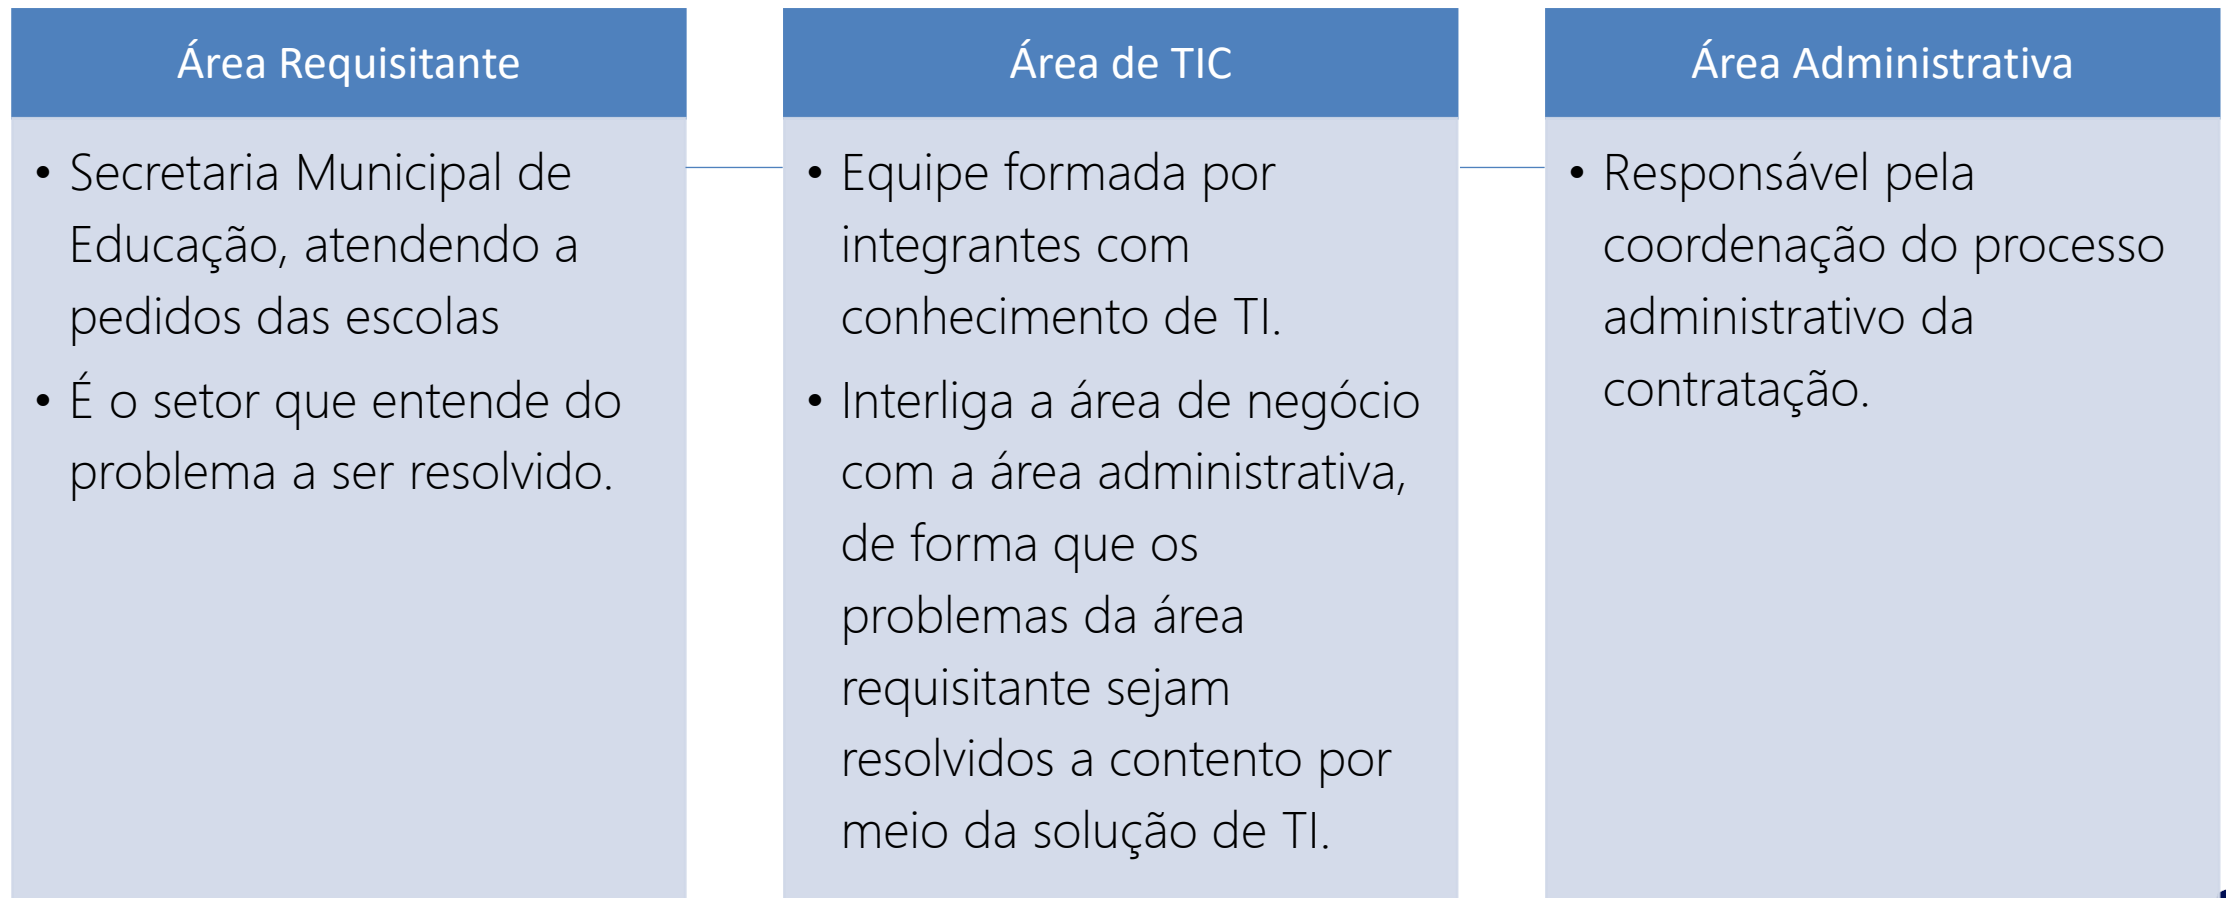 Área Requisitante
• Secretaria Municipal de
Educação, atendendo a
pedidos das escolas
• É o setor que entende do
problema a ser resolvido.
Área de TIC
• Equipe formada por
integrantes com
conhecimento de TI.
• Interliga a área de negócio
com a área administrativa,
de forma que os
problemas da área
requisitante sejam
resolvidos a contento por
meio da solução de TI.
Área Administrativa
• Responsável pela
coordenação do processo
administrativo da
contratação.